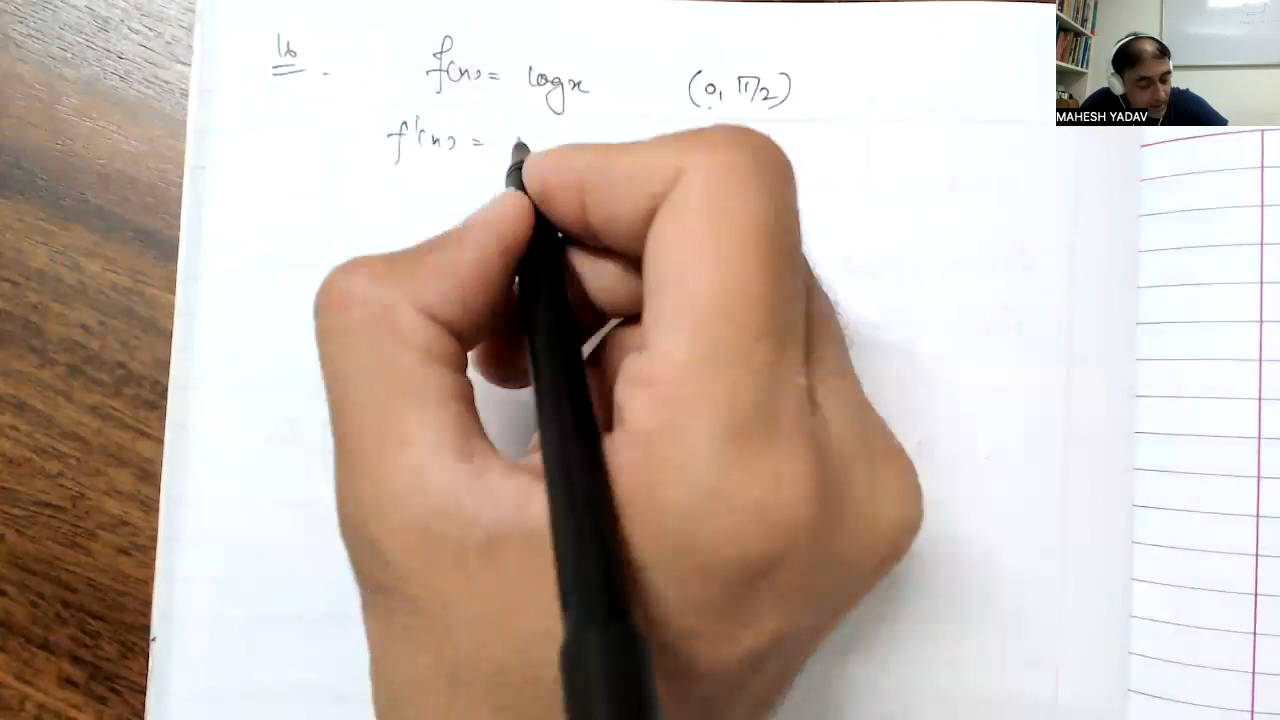 16. f(x) = log x (0, π/2)
f'(x) =
MAHESH YADAV